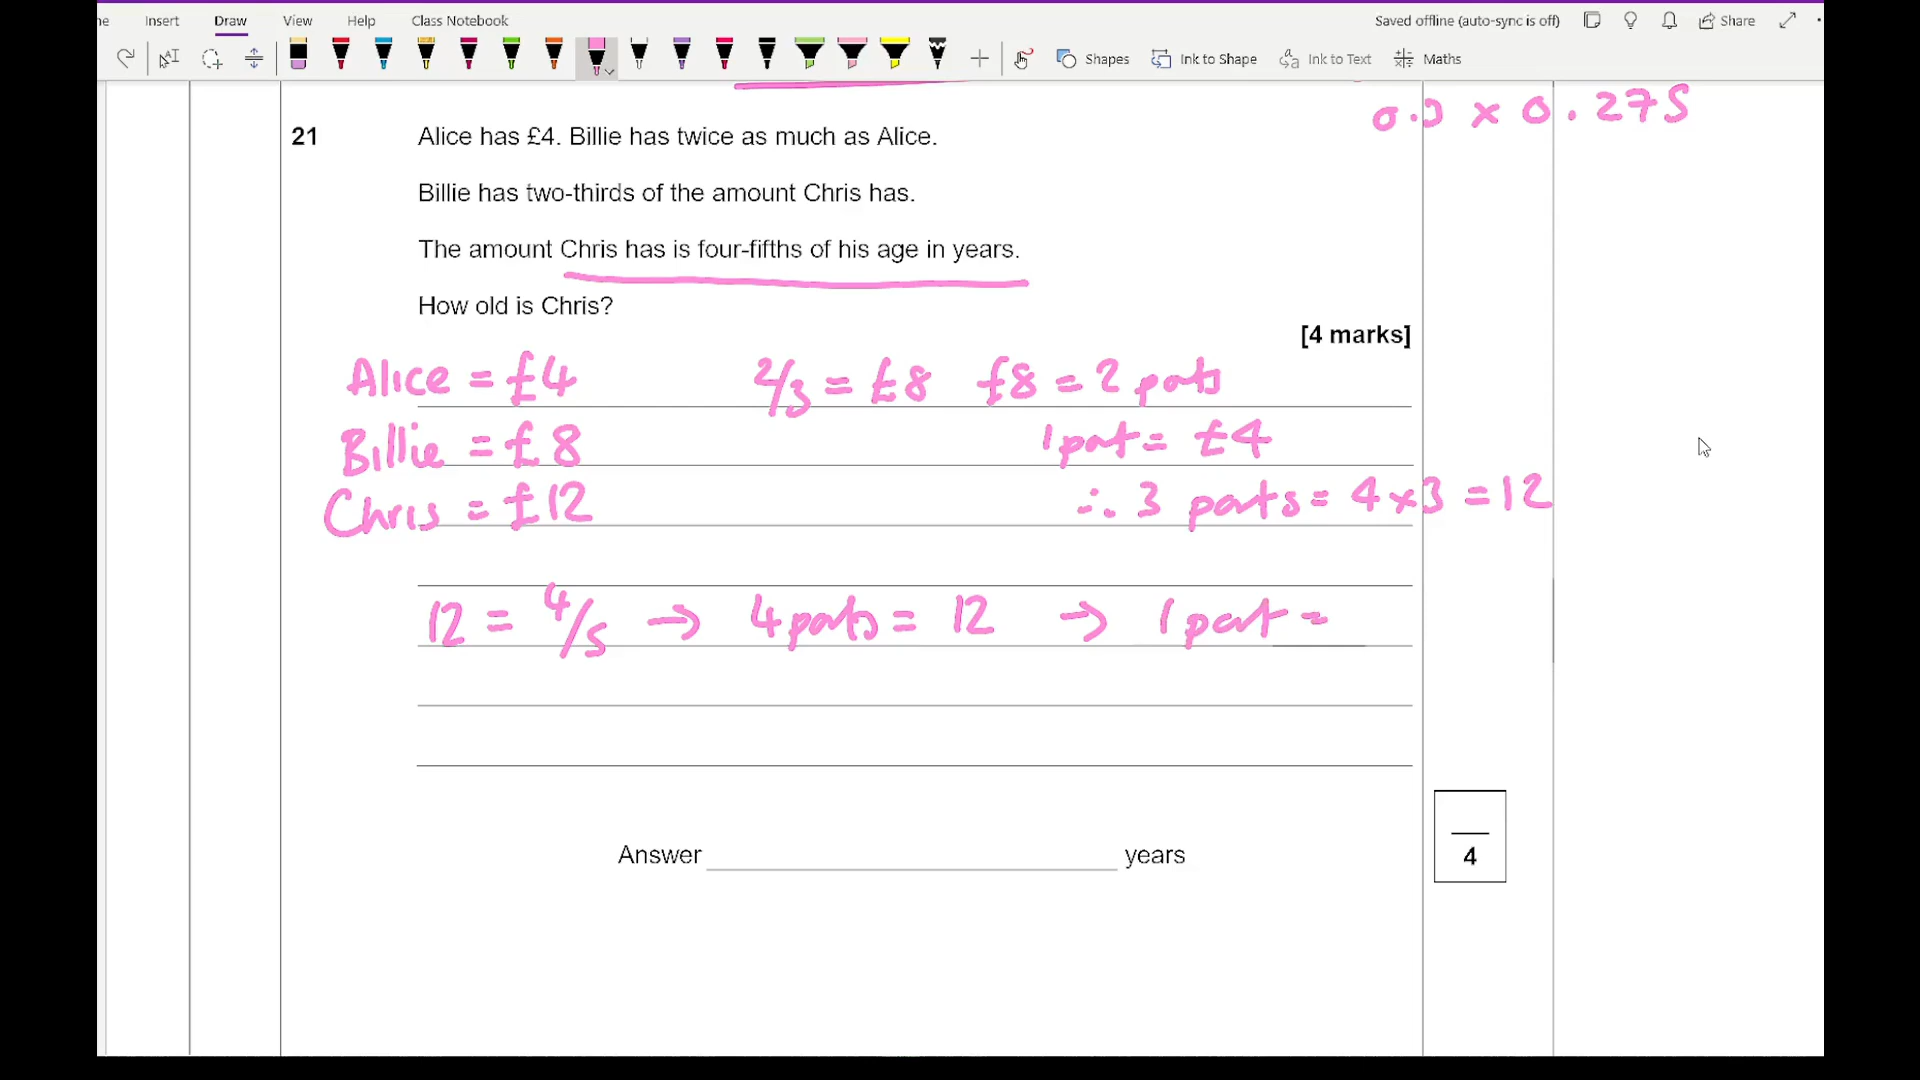 Insert Draw View Help Class Notebook Saved offline (auto-sync is off) Share
Shapes Ink to Shape Ink to Text Maths
0.3 x 0.275
21 Alice has £4. Billie has twice as much as Alice.
Billie has two-thirds of the amount Chris has.
The amount Chris has is four-fifths of his age in years.
How old is Chris?
[4 marks]
Alice = £4 2/3 = £8 £8 = 2 parts
Billie = £8 1 part = £4
Chris = £12 ∴ 3 parts = 4 x 3 = 12
12 = 4/5 → 4 parts = 12 → 1 part =
Answer years
4